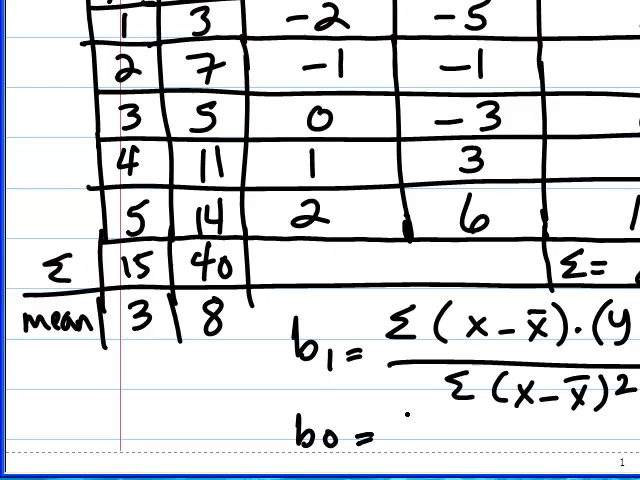 1 3 -2 -5
2 7 -1 -1
3 5 0 -3
4 11 1 3
5 14 2 6 1
Σ 15 40 Σ=
mean 3 8
b1 = Σ(x-x̄)·(y
Σ(x-x̄)2
b0 =
1